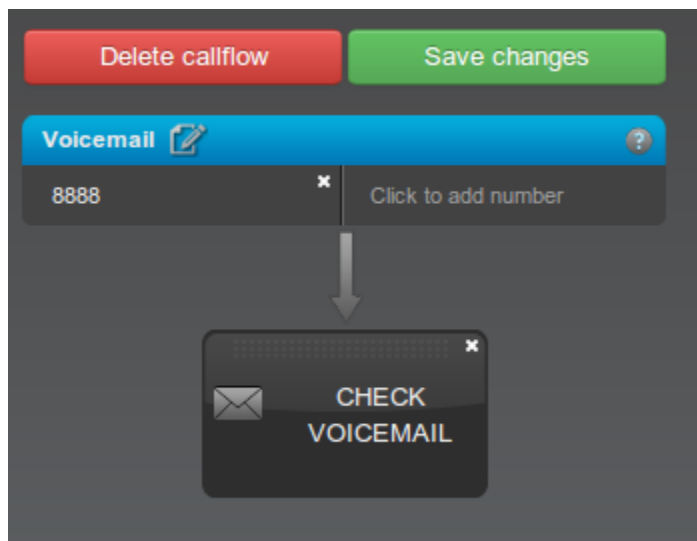 Delete callflow
Save changes
Voicemail
?
8888
Click to add number
CHECK
VOICEMAIL